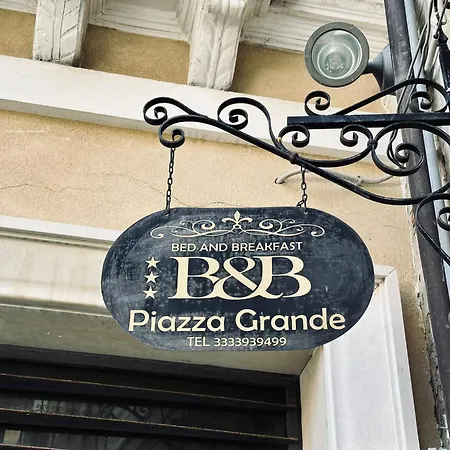 BED AND BREAKFAST
B&B
Piazza Grande
TEL 3333939499